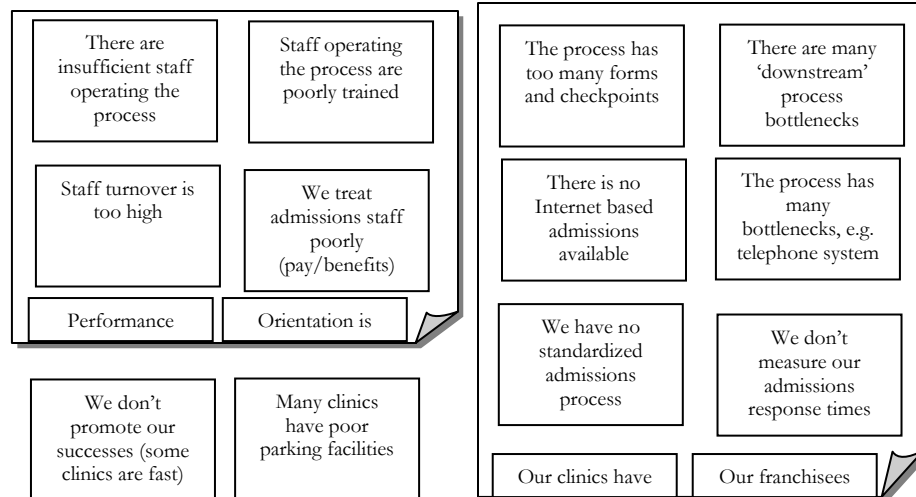 There are
insufficient staff
operating the
process
Staff operating
the process are
poorly trained
Staff turnover is
too high
We treat
admissions staff
poorly
(pay/benefits)
Performance
Orientation is
We don’t
promote our
successes (some
clinics are fast)
Many clinics
have poor
parking facilities
The process has
too many forms
and checkpoints
There are many
‘downstream’
process
bottlenecks
There is no
Internet based
admissions
available
The process has
many
bottlenecks, e.g.
telephone system
We have no
standardized
admissions
process
We don’t
measure our
admissions
response times
Our clinics have
Our franchisees